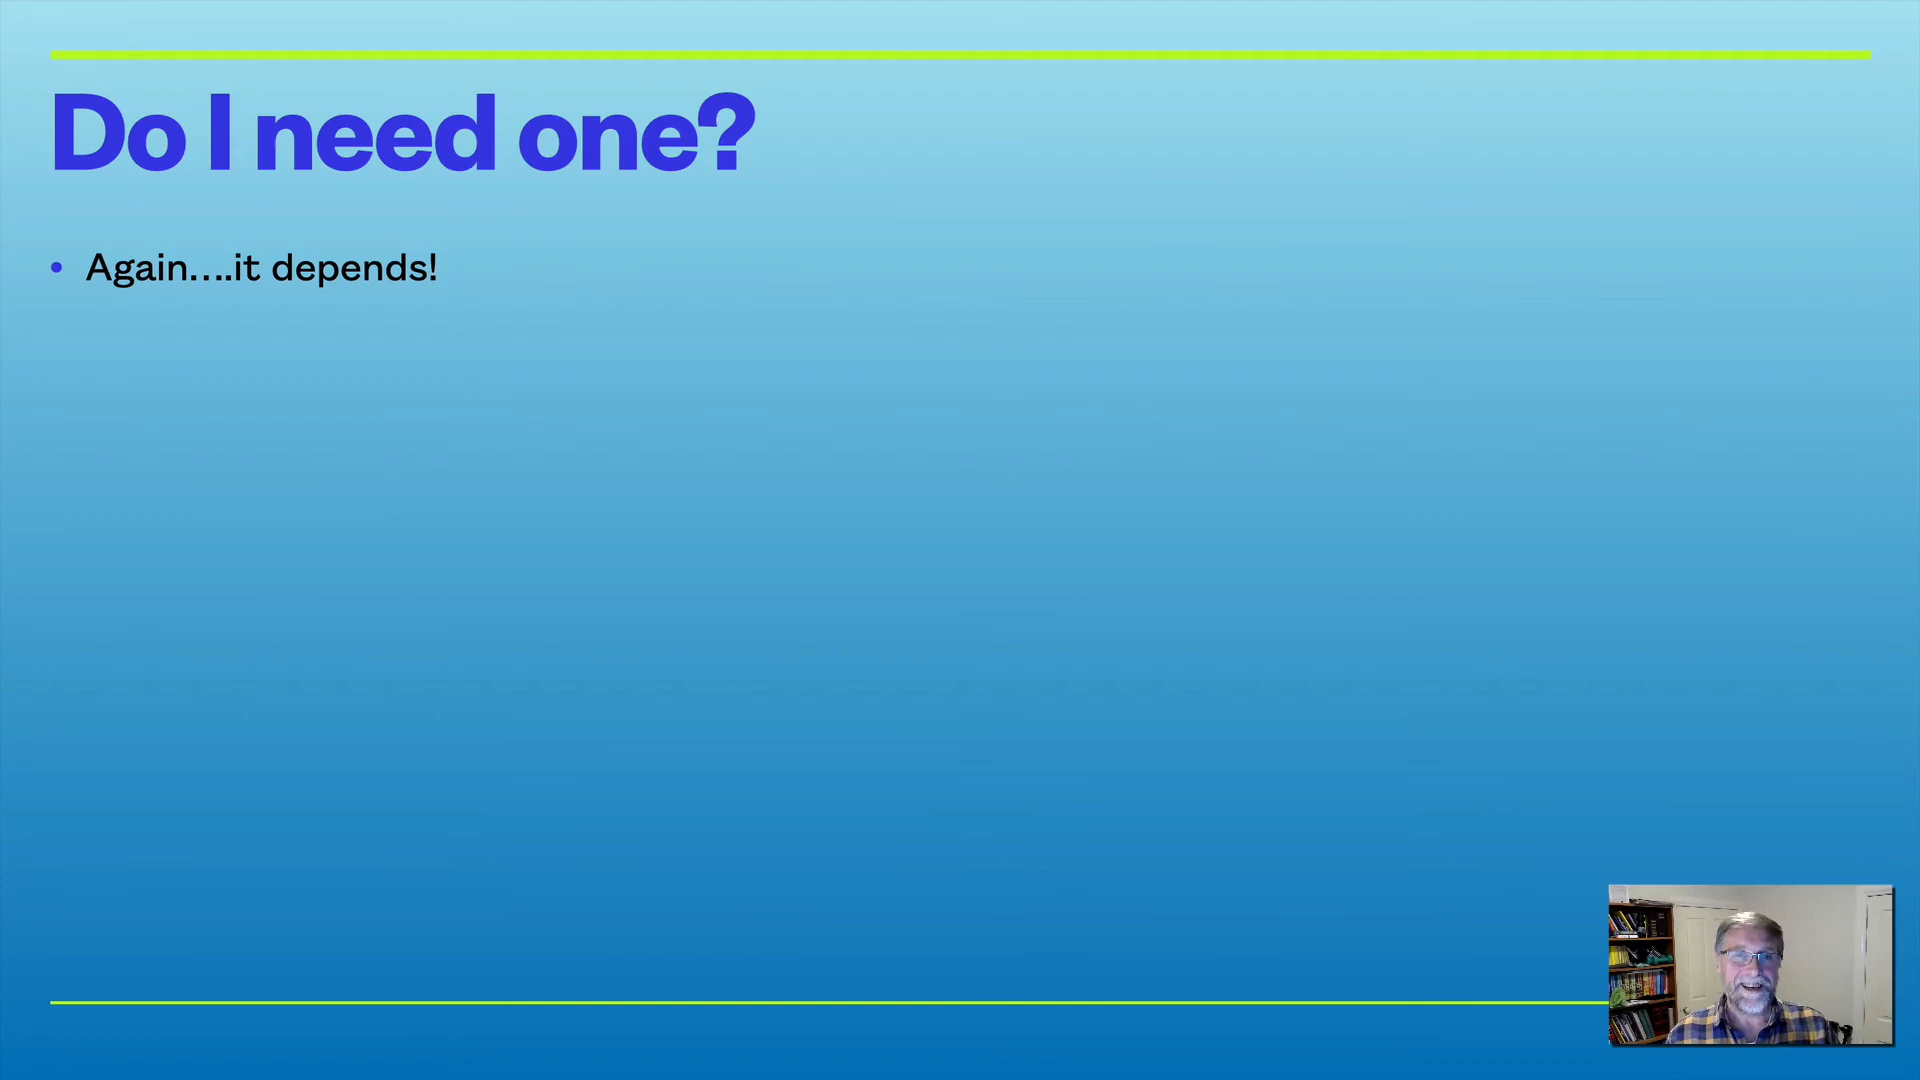 Do I need one?
• Again....it depends!